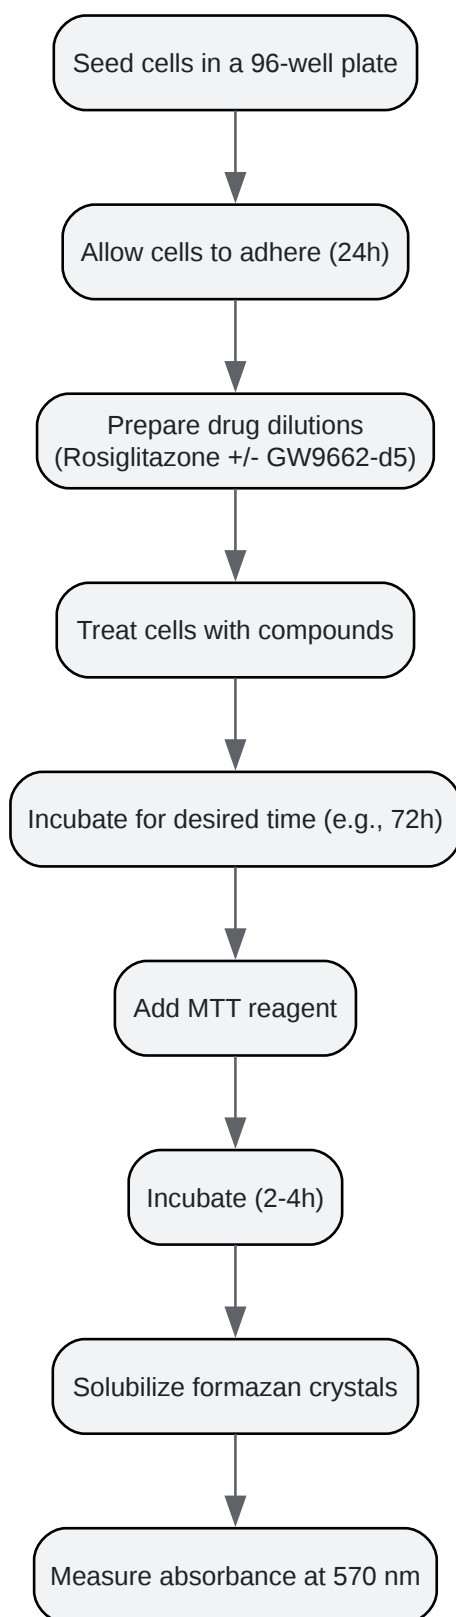 Seed cells in a 96-well plate
Allow cells to adhere (24h)
Prepare drug dilutions
(Rosiglitazone +/- GW9662-d5)
Treat cells with compounds
Incubate for desired time (e.g., 72h)
Add MTT reagent
Incubate (2-4h)
Solubilize formazan crystals
Measure absorbance at 570 nm